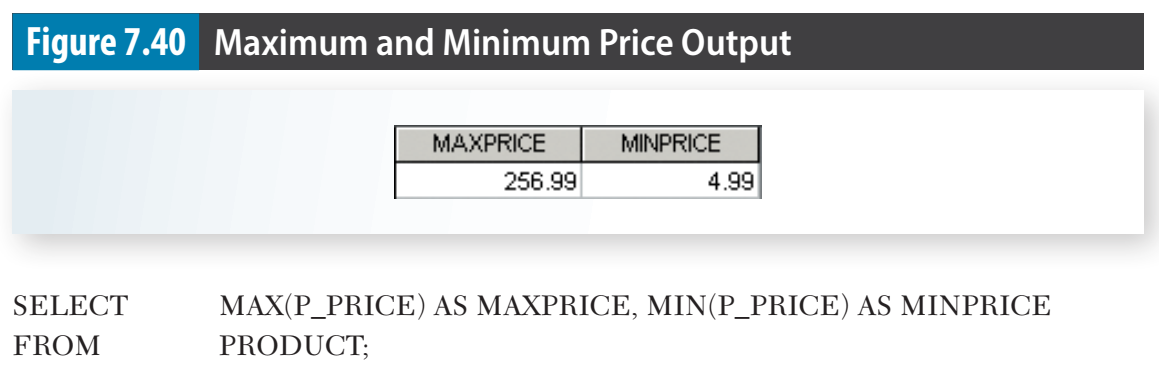 Figure 7.40 Maximum and Minimum Price Output
MAXPRICE MINPRICE
256.99 4.99
SELECT MAX(P_PRICE) AS MAXPRICE, MIN(P_PRICE) AS MINPRICE
FROM PRODUCT;